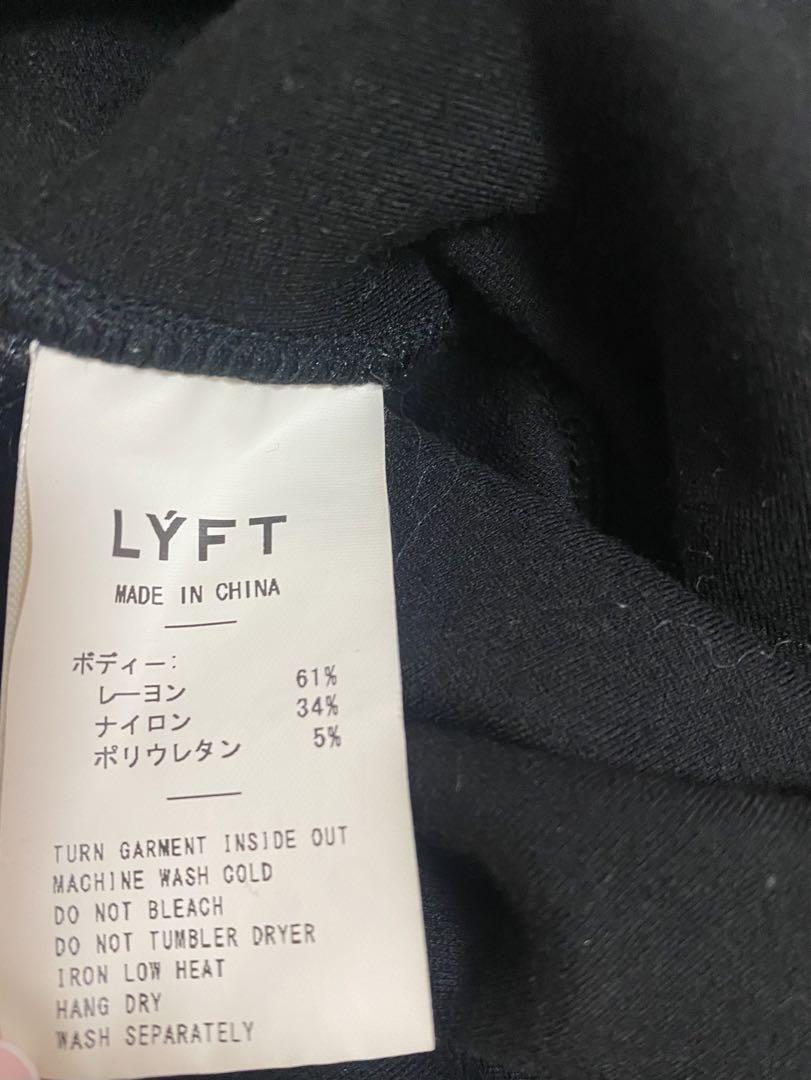 LÝFT
MADE IN CHINA
ボディー:
レーヨン 61%
ナイロン 34%
ポリウレタン 5%
TURN GARMENT INSIDE OUT
MACHINE WASH COLD
DO NOT BLEACH
DO NOT TUMBLER DRYER
IRON LOW HEAT
HANG DRY
WASH SEPARATELY